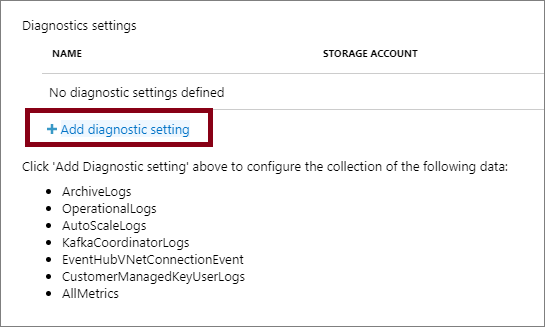 Diagnostics settings
NAME STORAGE ACCOUNT
No diagnostic settings defined
+ Add diagnostic setting
Click 'Add Diagnostic setting' above to configure the collection of the following data:
• ArchiveLogs
• OperationalLogs
• AutoScaleLogs
• KafkaCoordinatorLogs
• EventHubVNetConnectionEvent
• CustomerManagedKeyUserLogs
• AllMetrics